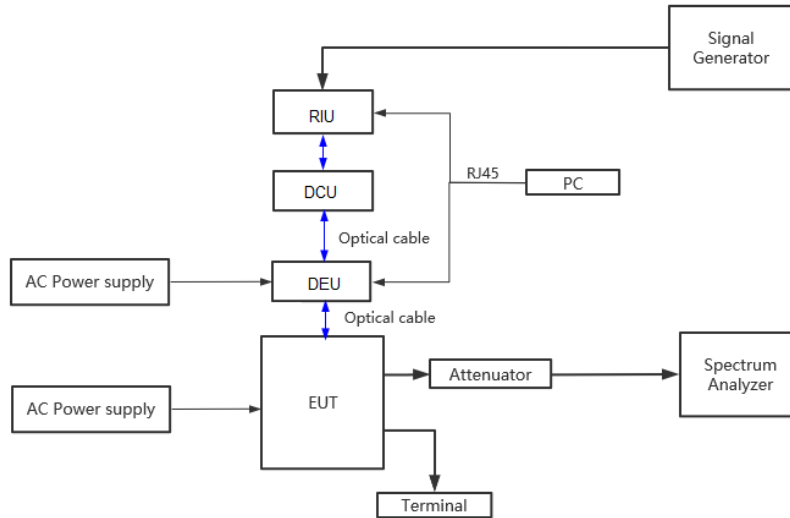 Signal
Generator
RIU
RJ45
PC
DCU
Optical cable
AC Power supply
DEU
Optical cable
EUT
Attenuator
Spectrum
Analyzer
AC Power supply
Terminal